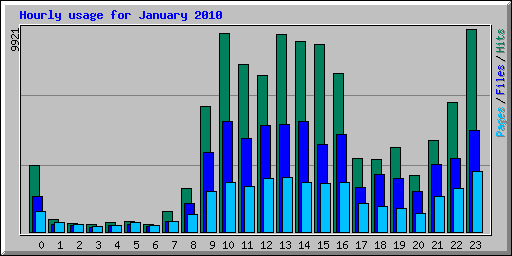 Hourly usage for January 2010
9921
Pages / Files / Hits
0 1 2 3 4 5 6 7 8 9 10 11 12 13 14 15 16 17 18 19 20 21 22 23